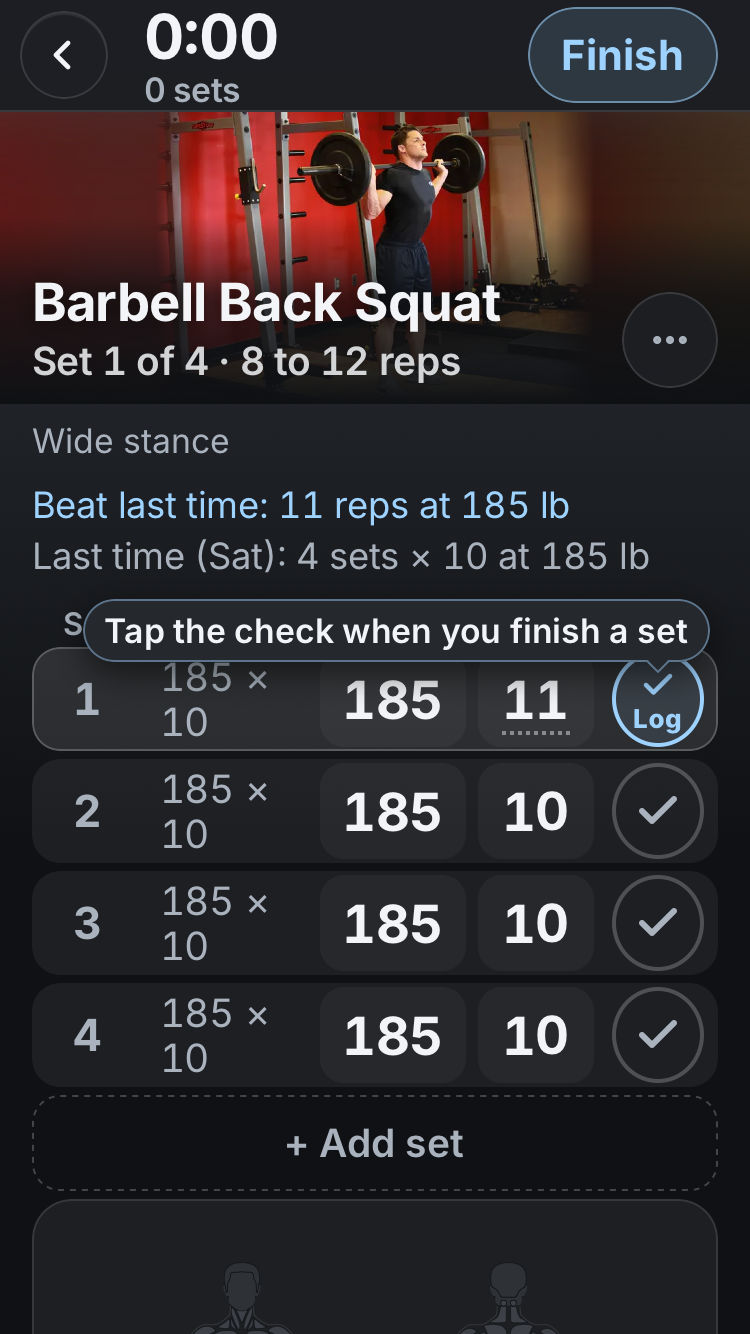 0:00
0 sets
Finish
Barbell Back Squat
Set 1 of 4 · 8 to 12 reps
Wide stance
Beat last time: 11 reps at 185 lb
Last time (Sat): 4 sets × 10 at 185 lb
Tap the check when you finish a set
1 185 × 10 185 11 Log
2 185 × 10 185 10
3 185 × 10 185 10
4 185 × 10 185 10
+ Add set